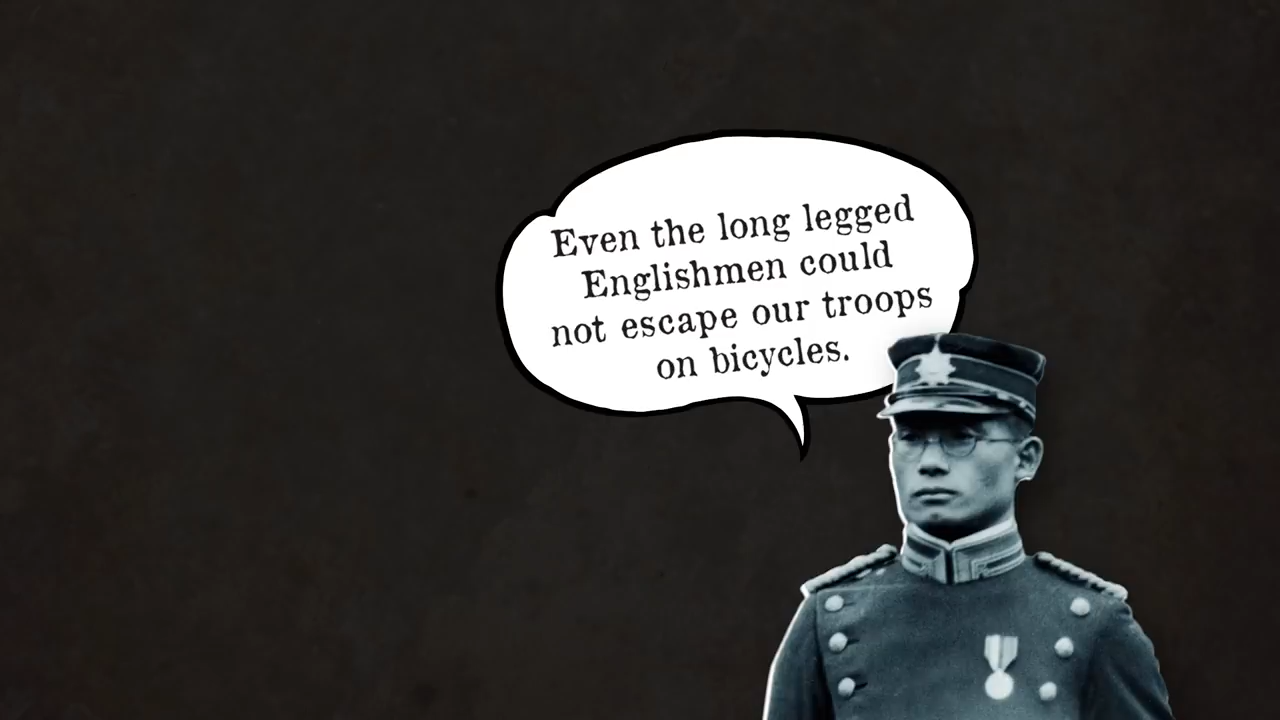 Even the long legged
Englishmen could
not escape our troops
on bicycles.